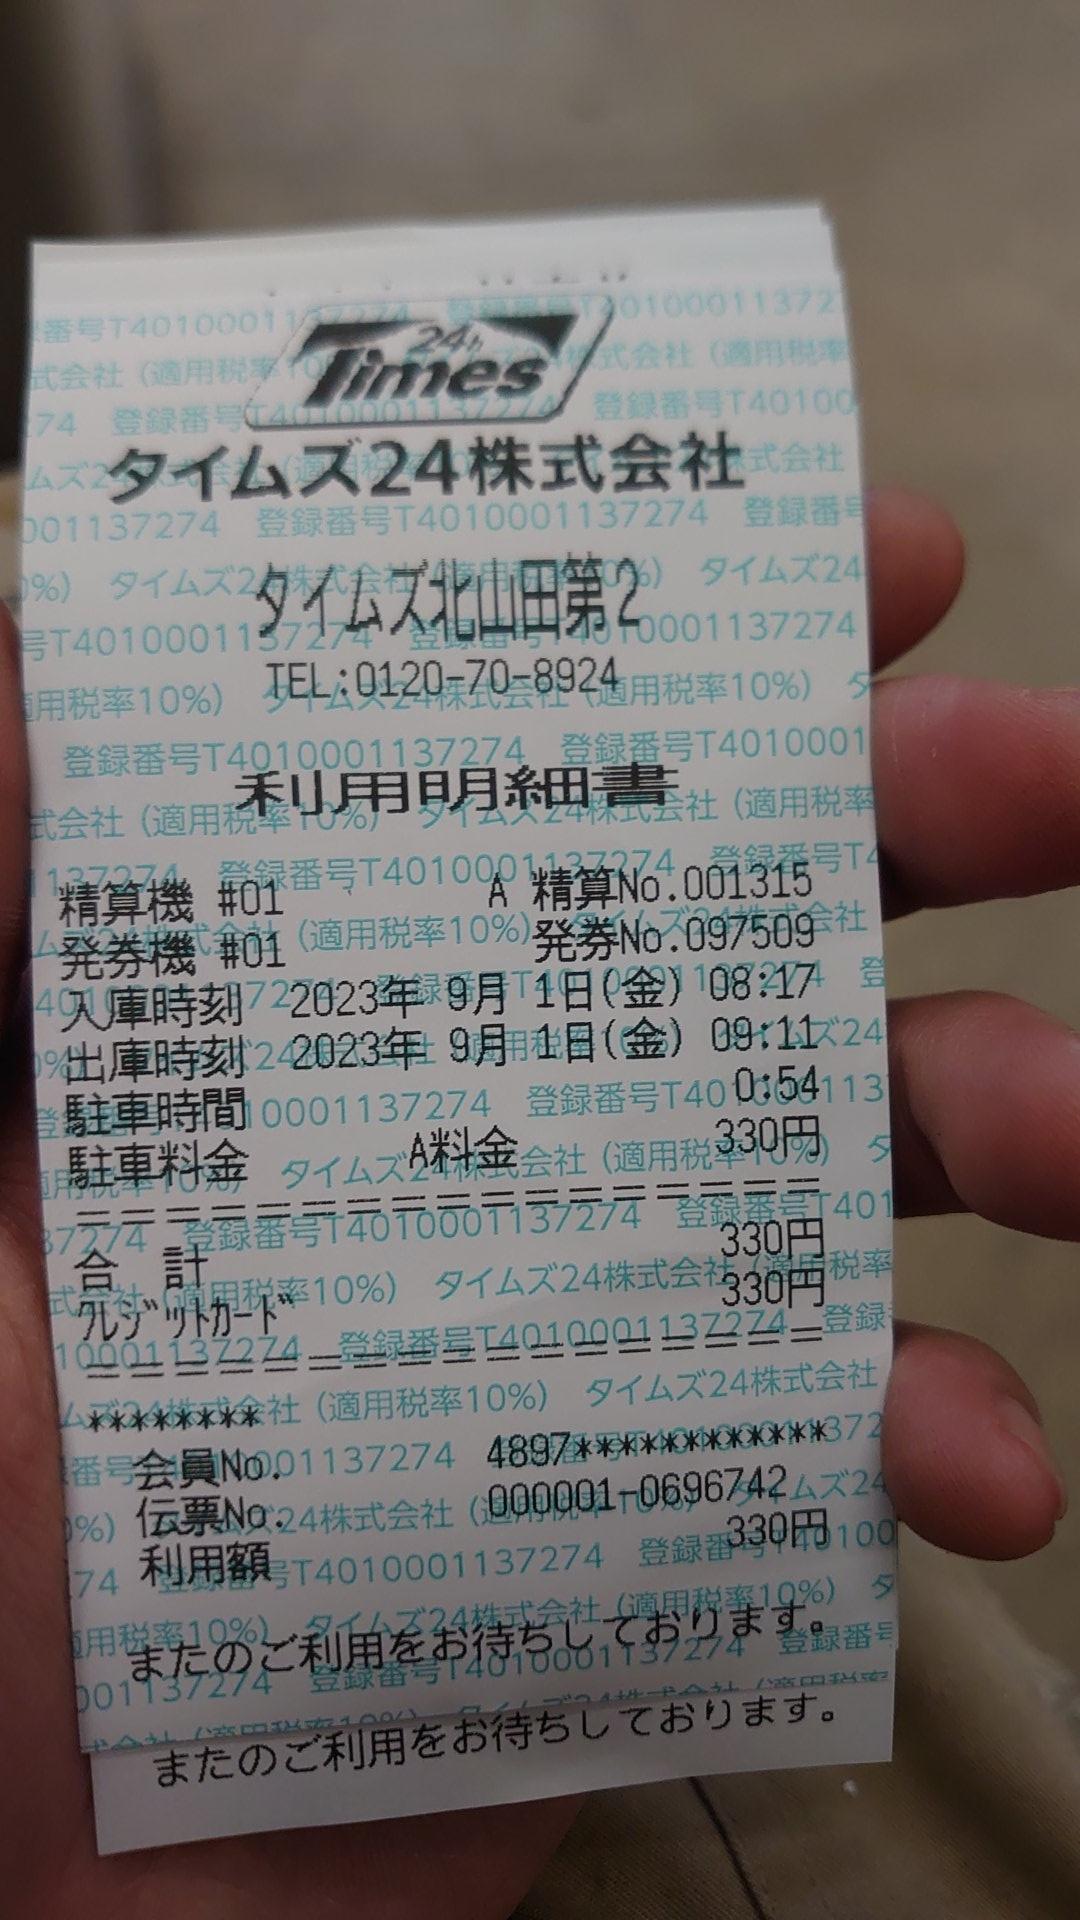 24h
Times
タイムズ24株式会社
タイムズ北山田第2
TEL:0120-70-8924
利用明細書
精算機 #01 A 精算No.001315
発券機 #01 発券No.097509
入庫時刻 2023年 9月 1日(金) 08:17
出庫時刻 2023年 9月 1日(金) 09:11
駐車時間 0:54
駐車料金 A料金 330円
==================
合 計 330円
クレジットカード 330円
==================
********
会員No. 4897************
伝票No. 000001-0696742
利用額 330円
またのご利用をお待ちしております。
またのご利用をお待ちしております。
登録番号T4010001137274
タイムズ24株式会社 (適用税率10%)